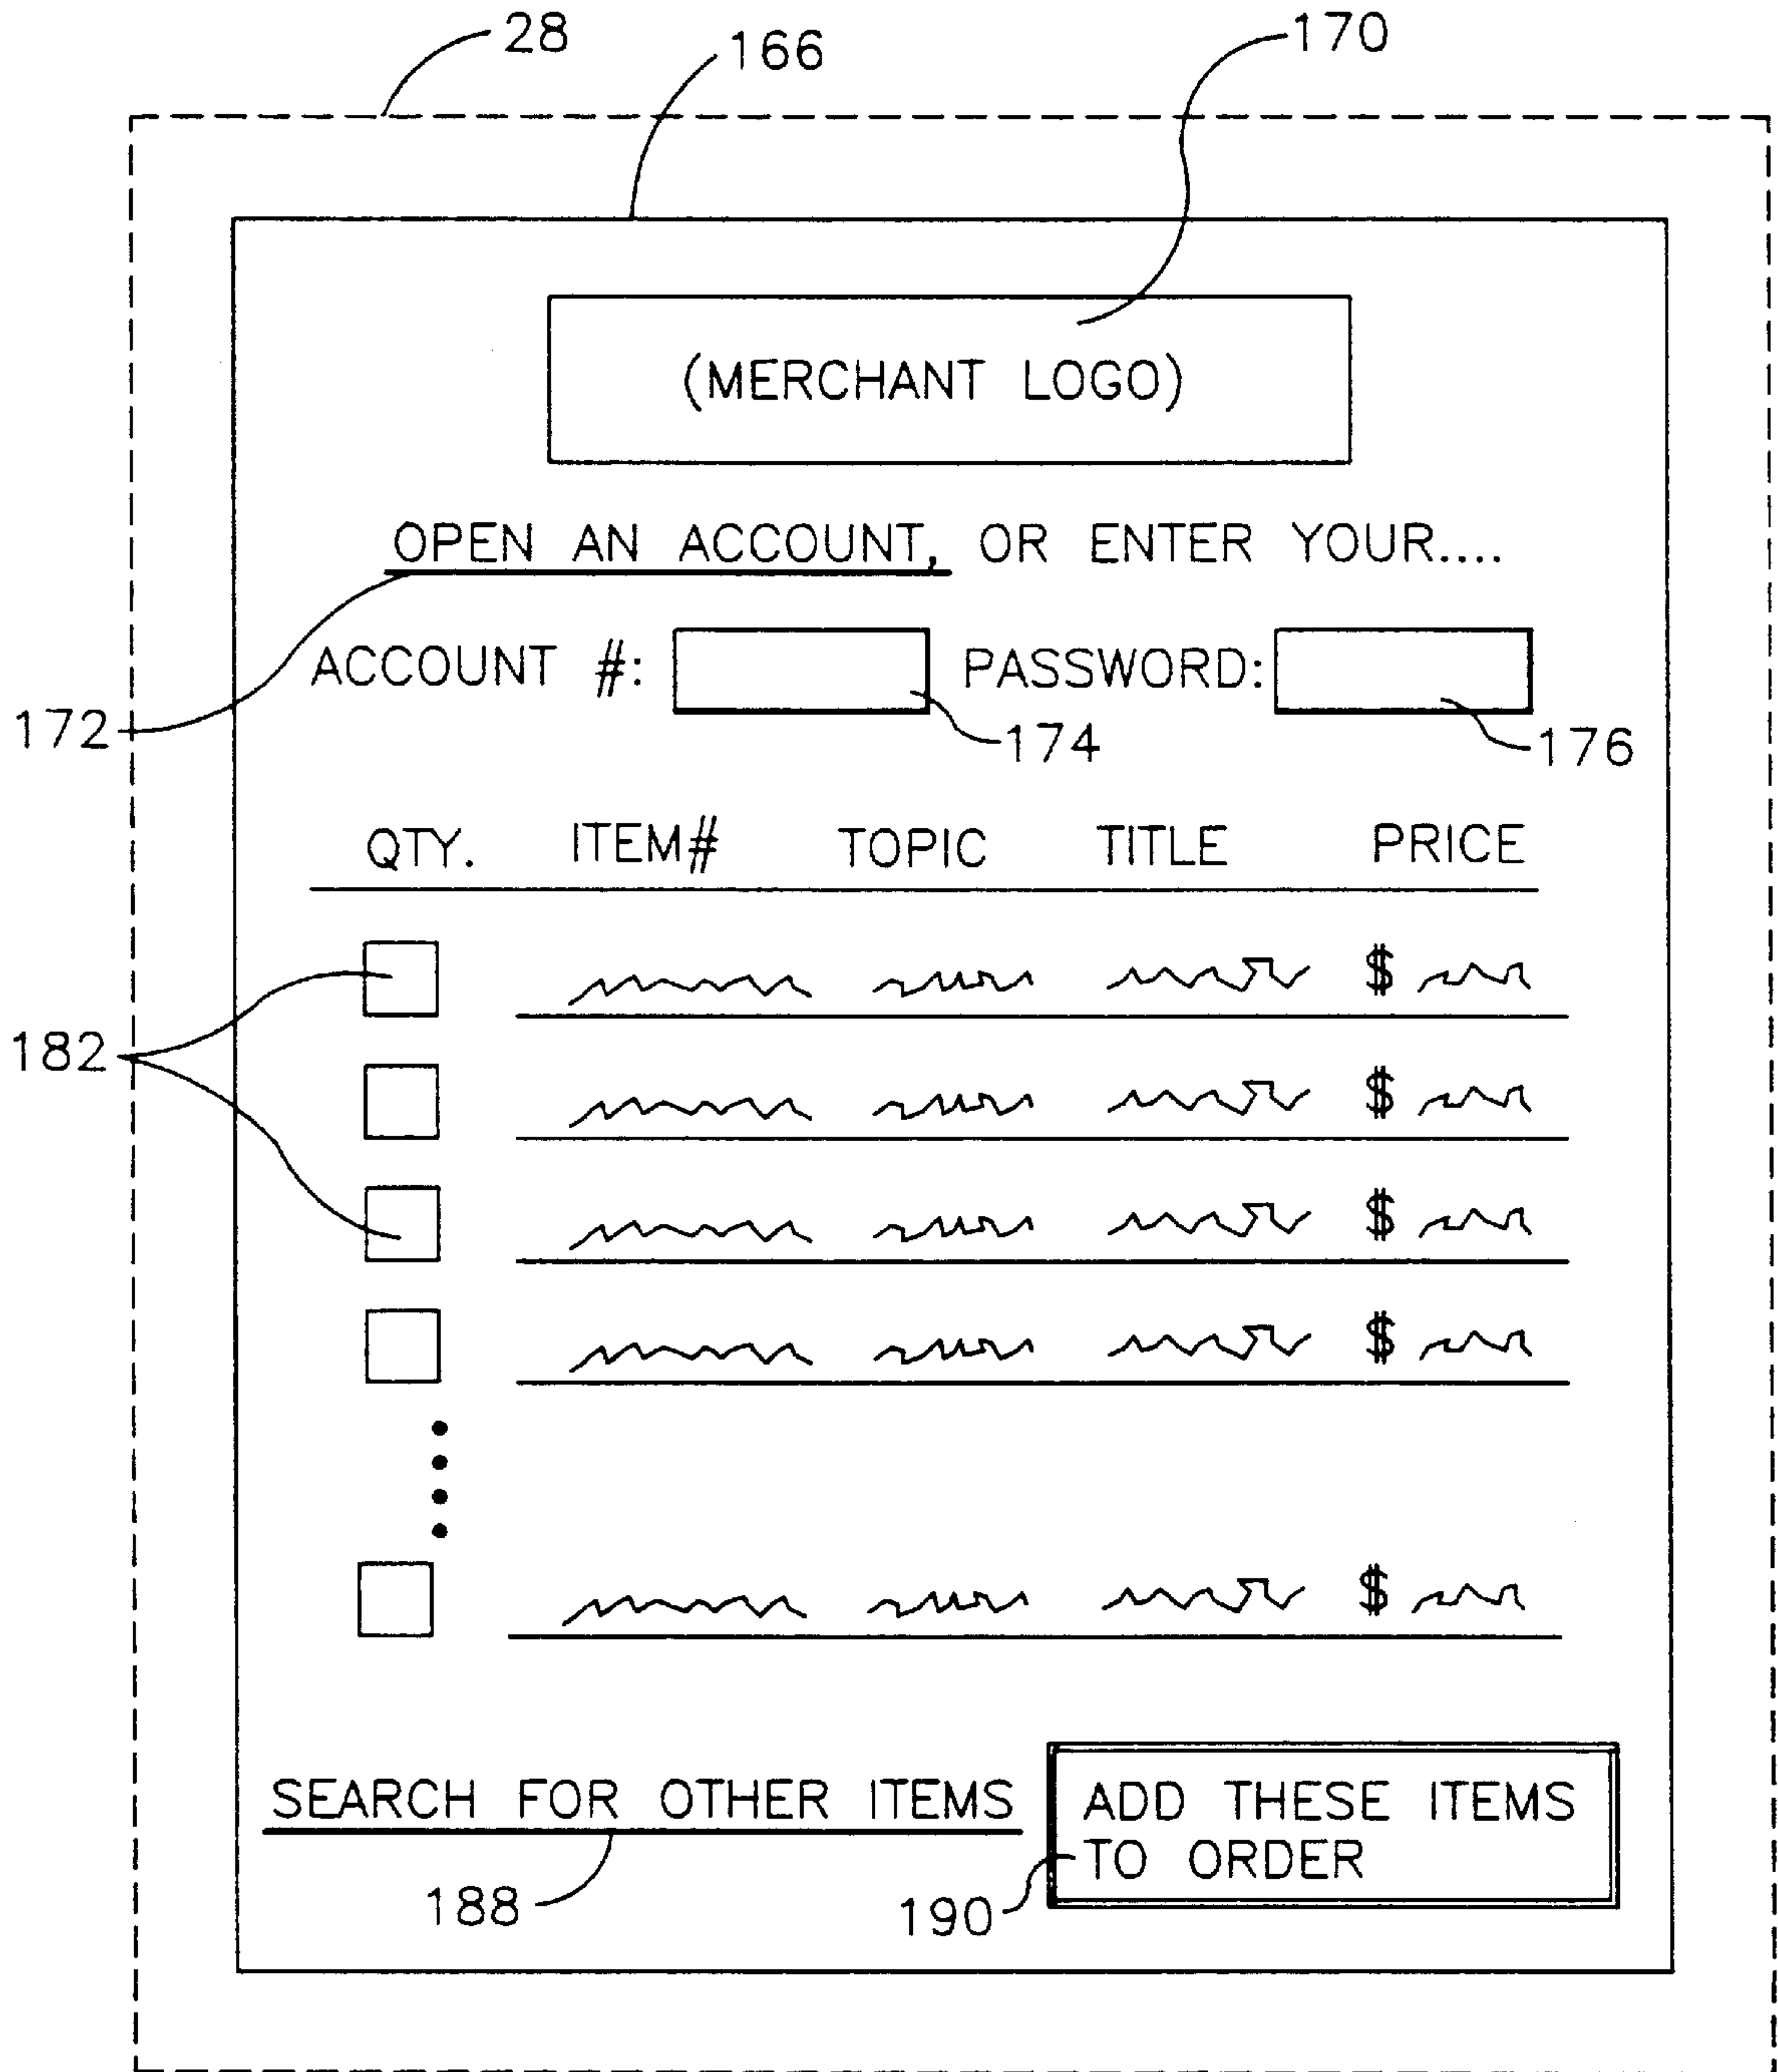 28
166
170
(MERCHANT LOGO)
OPEN AN ACCOUNT, OR ENTER YOUR....
ACCOUNT #: PASSWORD:
172
174
176
QTY. ITEM# TOPIC TITLE PRICE
$
182
$
$
$
$
SEARCH FOR OTHER ITEMS
ADD THESE ITEMS
TO ORDER
188
190